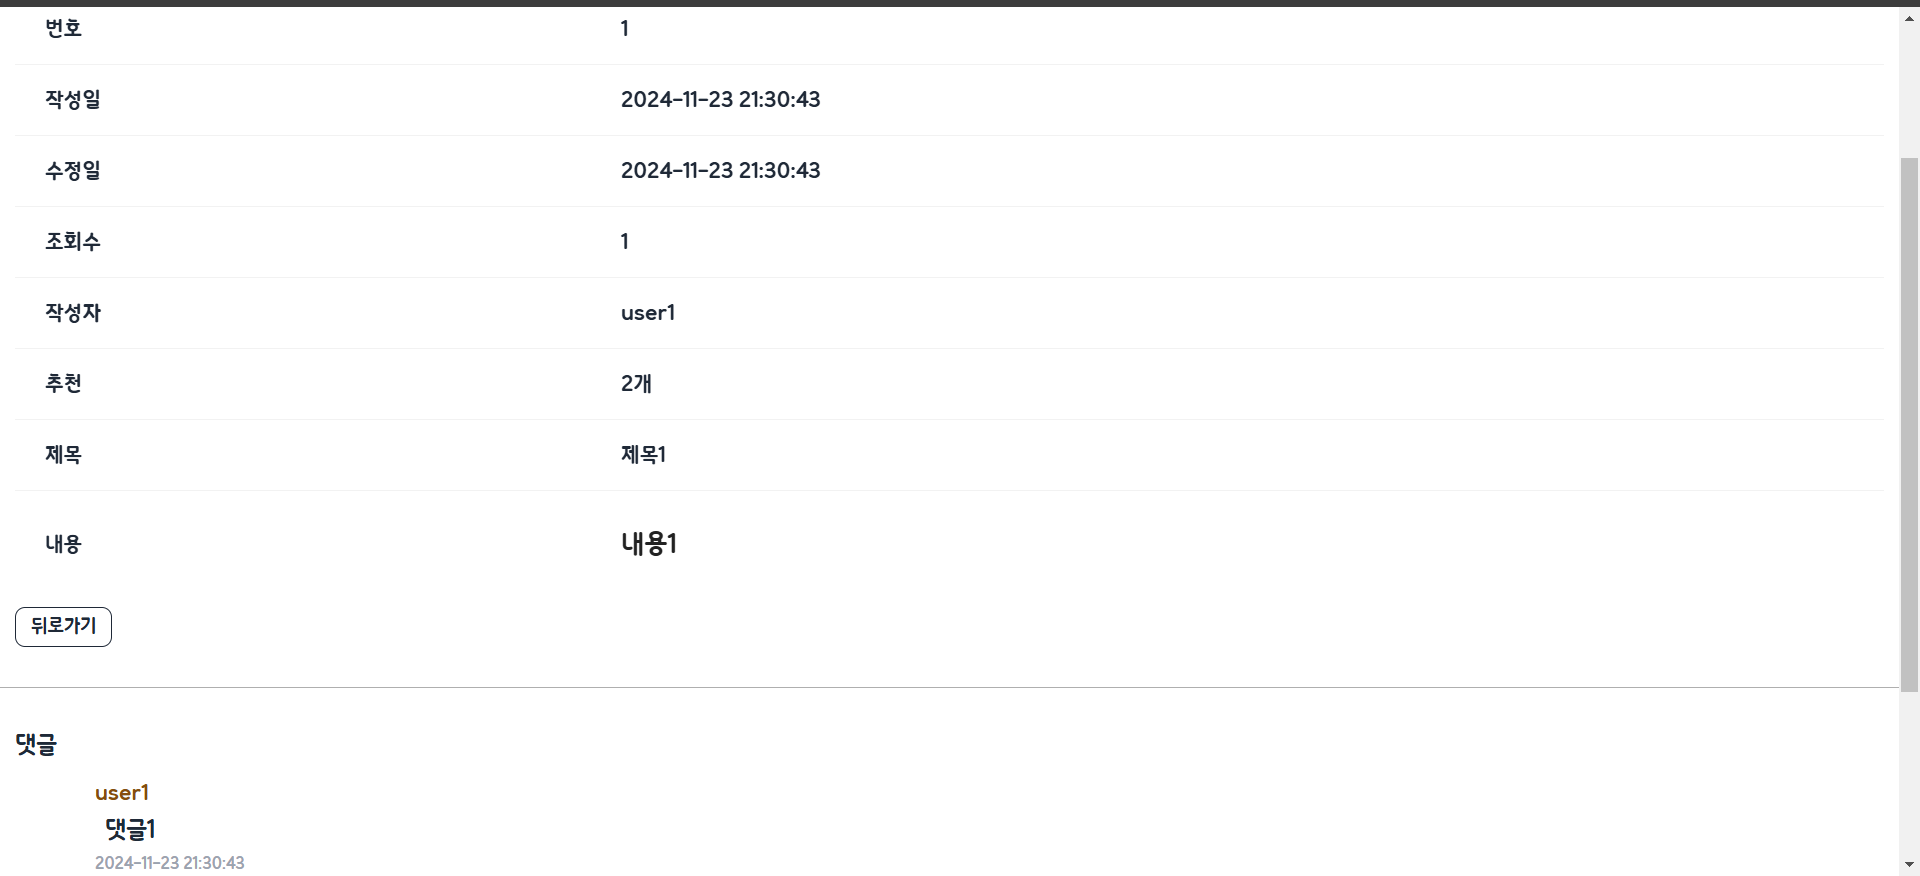 번호 1
작성일 2024-11-23 21:30:43
수정일 2024-11-23 21:30:43
조회수 1
작성자 user1
추천 2개
제목 제목1
내용 내용1
뒤로가기
댓글
user1
댓글1
2024-11-23 21:30:43